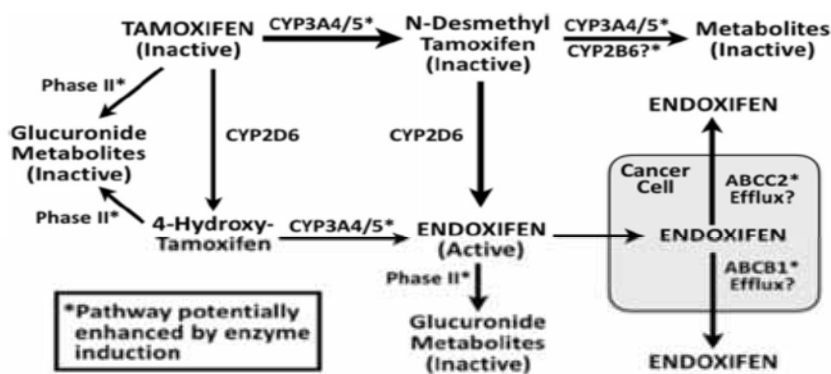 TAMOXIFEN
(Inactive)
CYP3A4/5*
N-Desmethyl
Tamoxifen
(Inactive)
CYP3A4/5*
CYP2B6?*
Metabolites
(Inactive)
Phase II*
Glucuronide
Metabolites
(Inactive)
CYP2D6
CYP2D6
ENDOXIFEN
Cancer
Cell
ABCC2*
Efflux?
Phase II*
4-Hydroxy-
Tamoxifen
CYP3A4/5*
ENDOXIFEN
(Active)
ENDOXIFEN
ABCB1*
Efflux?
Phase II*
*Pathway potentially
enhanced by enzyme
induction
Glucuronide
Metabolites
(Inactive)
ENDOXIFEN